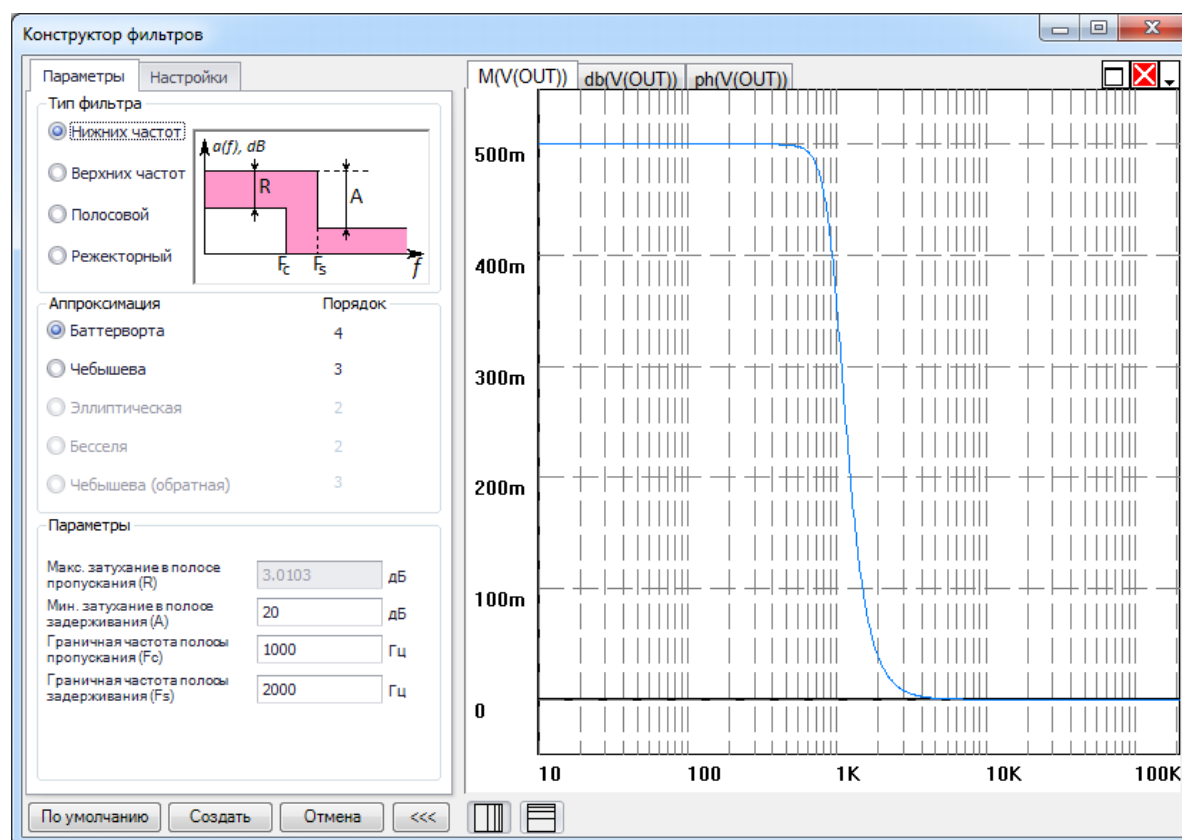 Конструктор фильтров
Параметры Настройки
Тип фильтра
Нижних частот
Верхних частот
Полосовой
Режекторный
a(f), dB
R
A
Fc Fs f
Аппроксимация Порядок
Баттерворта 4
Чебышева 3
Эллиптическая 2
Бесселя 2
Чебышева (обратная) 3
Параметры
Макс. затухание в полосе
пропускания (R)
3.0103 дБ
Мин. затухание в полосе
задерживания (A)
20 дБ
Граничная частота полосы
пропускания (Fc)
1000 Гц
Граничная частота полосы
задерживания (Fs)
2000 Гц
По умолчанию Создать Отмена <<<
M(V(OUT)) db(V(OUT)) ph(V(OUT))
500m
400m
300m
200m
100m
0
10 100 1K 10K 100K